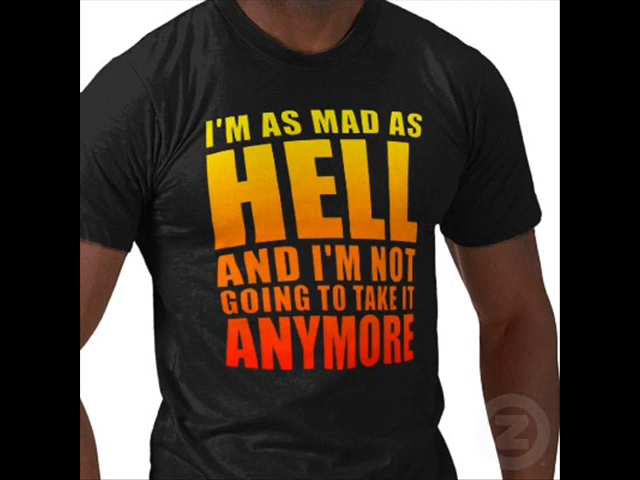 I'M AS MAD AS
HELL
AND I'M NOT
GOING TO TAKE IT
ANYMORE
Z